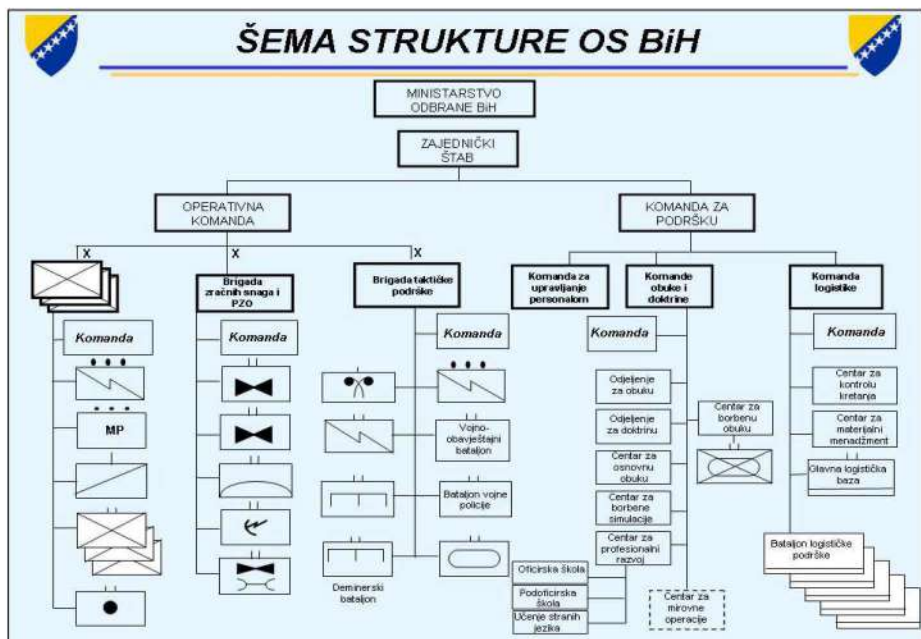 ŠEMA STRUKTURE OS BiH
MINISTARSTVO
ODBRANE BiH
ZAJEDNIČKI
ŠTAB
OPERATIVNA
KOMANDA
KOMANDA ZA
PODRŠKU
X
X
X
Brigada
zračnih snaga i
PZO
Brigada taktičke
podrške
Komanda za
upravljanje
personalom
Komande
obuke i
doktrine
Komanda
logistike
Komanda
MP
Komanda
Komanda
Vojno-
obavještajni
bataljon
Bataljon vojne
policije
Deminerski
bataljon
Komanda
Odjeljenje
za obuku
Odjeljenje
za doktrinu
Centar za
osnovnu
obuku
Centar za
borbene
simulacije
Centar za
profesionalni
razvoj
Oficirska škola
Podoficirska
škola
Učenje stranih
jezika
Centar za
borbenu
obuku
Centar za
mirovne
operacije
Komanda
Centar za
kontrolu
kretanja
Centar za
materijalni
menadžment
Glavna logistička
baza
Bataljon logističke
podrške